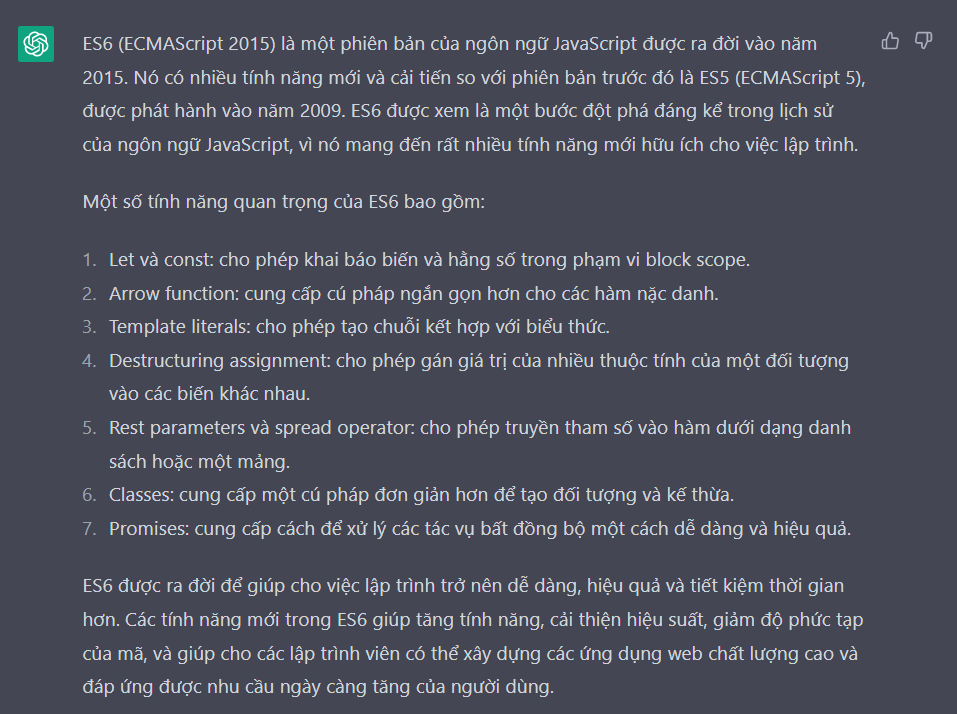 ES6 (ECMAScript 2015) là một phiên bản của ngôn ngữ JavaScript được ra đời vào năm
2015. Nó có nhiều tính năng mới và cải tiến so với phiên bản trước đó là ES5 (ECMAScript 5),
được phát hành vào năm 2009. ES6 được xem là một bước đột phá đáng kể trong lịch sử
của ngôn ngữ JavaScript, vì nó mang đến rất nhiều tính năng mới hữu ích cho việc lập trình.
Một số tính năng quan trọng của ES6 bao gồm:
1. Let và const: cho phép khai báo biến và hằng số trong phạm vi block scope.
2. Arrow function: cung cấp cú pháp ngắn gọn hơn cho các hàm nặc danh.
3. Template literals: cho phép tạo chuỗi kết hợp với biểu thức.
4. Destructuring assignment: cho phép gán giá trị của nhiều thuộc tính của một đối tượng
vào các biến khác nhau.
5. Rest parameters và spread operator: cho phép truyền tham số vào hàm dưới dạng danh
sách hoặc một mảng.
6. Classes: cung cấp một cú pháp đơn giản hơn để tạo đối tượng và kế thừa.
7. Promises: cung cấp cách để xử lý các tác vụ bất đồng bộ một cách dễ dàng và hiệu quả.
ES6 được ra đời để giúp cho việc lập trình trở nên dễ dàng, hiệu quả và tiết kiệm thời gian
hơn. Các tính năng mới trong ES6 giúp tăng tính năng, cải thiện hiệu suất, giảm độ phức tạp
của mã, và giúp cho các lập trình viên có thể xây dựng các ứng dụng web chất lượng cao và
đáp ứng được nhu cầu ngày càng tăng của người dùng.